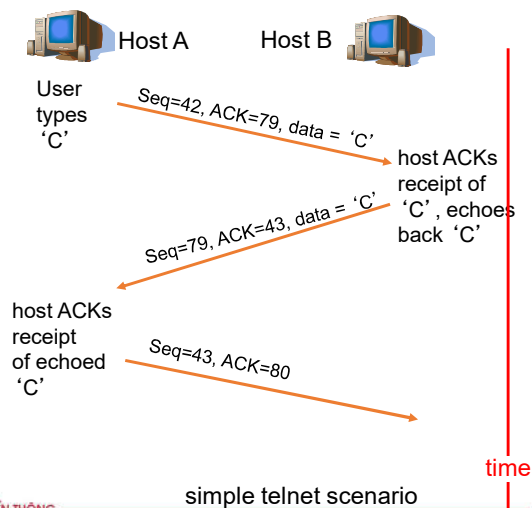 Host A
Host B
User
types
‘C’
Seq=42, ACK=79, data = ‘C’
host ACKs
receipt of
‘C’, echoes
back ‘C’
Seq=79, ACK=43, data = ‘C’
host ACKs
receipt
of echoed
‘C’
Seq=43, ACK=80
time
simple telnet scenario